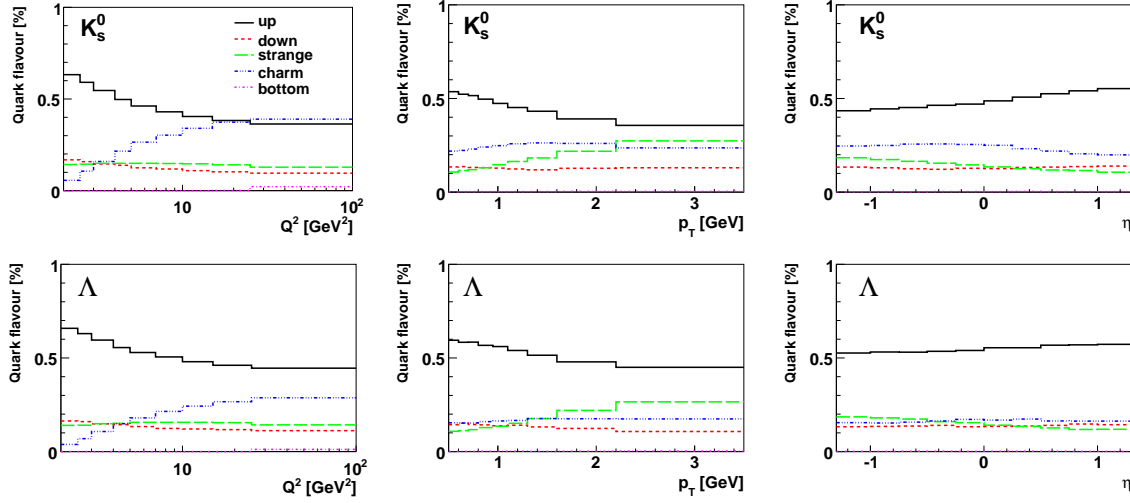 Quark flavour [%]
1
0.5
0
K⁰ₛ
up
down
strange
charm
bottom
10
10²
Q² [GeV²]
Quark flavour [%]
1
0.5
0
K⁰ₛ
1
2
3
p_T [GeV]
Quark flavour [%]
1
0.5
0
K⁰ₛ
-1
0
1
η
Quark flavour [%]
1
0.5
0
Λ
10
10²
Q² [GeV²]
Quark flavour [%]
1
0.5
0
Λ
1
2
3
p_T [GeV]
Quark flavour [%]
1
0.5
0
Λ
-1
0
1
η